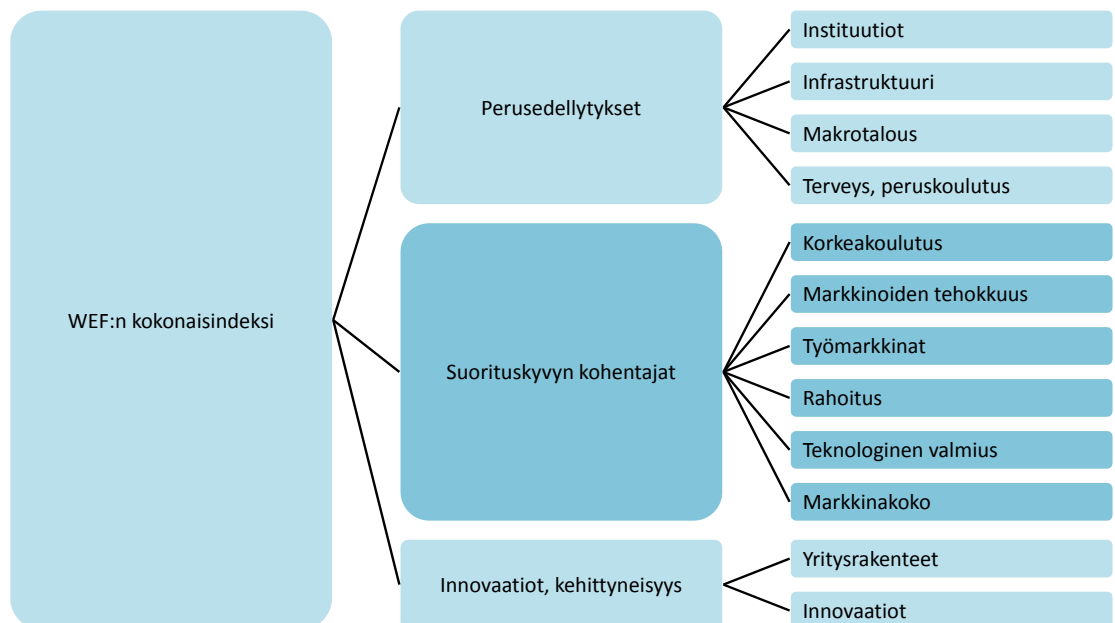 WEF:n kokonaisindeksi
Perusedellytykset
Instituutiot
Infrastruktuuri
Makrotalous
Terveys, peruskoulutus
Suorituskyvyn kohentajat
Korkeakoulutus
Markkinoiden tehokkuus
Työmarkkinat
Rahoitus
Teknologinen valmius
Markkinakoko
Innovaatiot, kehittyneisyys
Yritysrakenteet
Innovaatiot